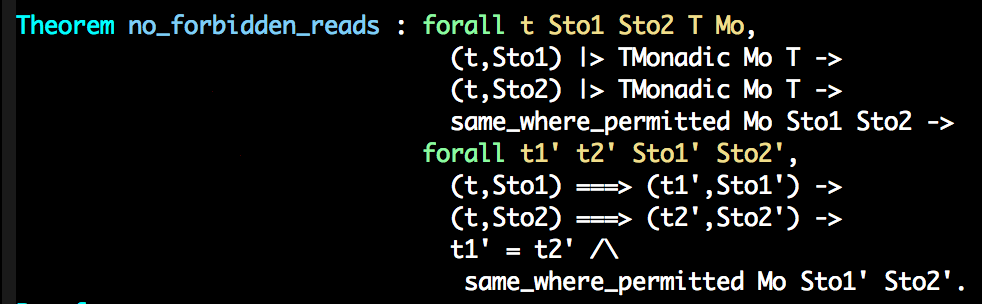 Theorem no_forbidden_reads : forall t Sto1 Sto2 T Mo,
(t,Sto1) |> TMonadic Mo T ->
(t,Sto2) |> TMonadic Mo T ->
same_where_permitted Mo Sto1 Sto2 ->
forall t1' t2' Sto1' Sto2',
(t,Sto1) ===> (t1',Sto1') ->
(t,Sto2) ===> (t2',Sto2') ->
t1' = t2' /\
same_where_permitted Mo Sto1' Sto2'.